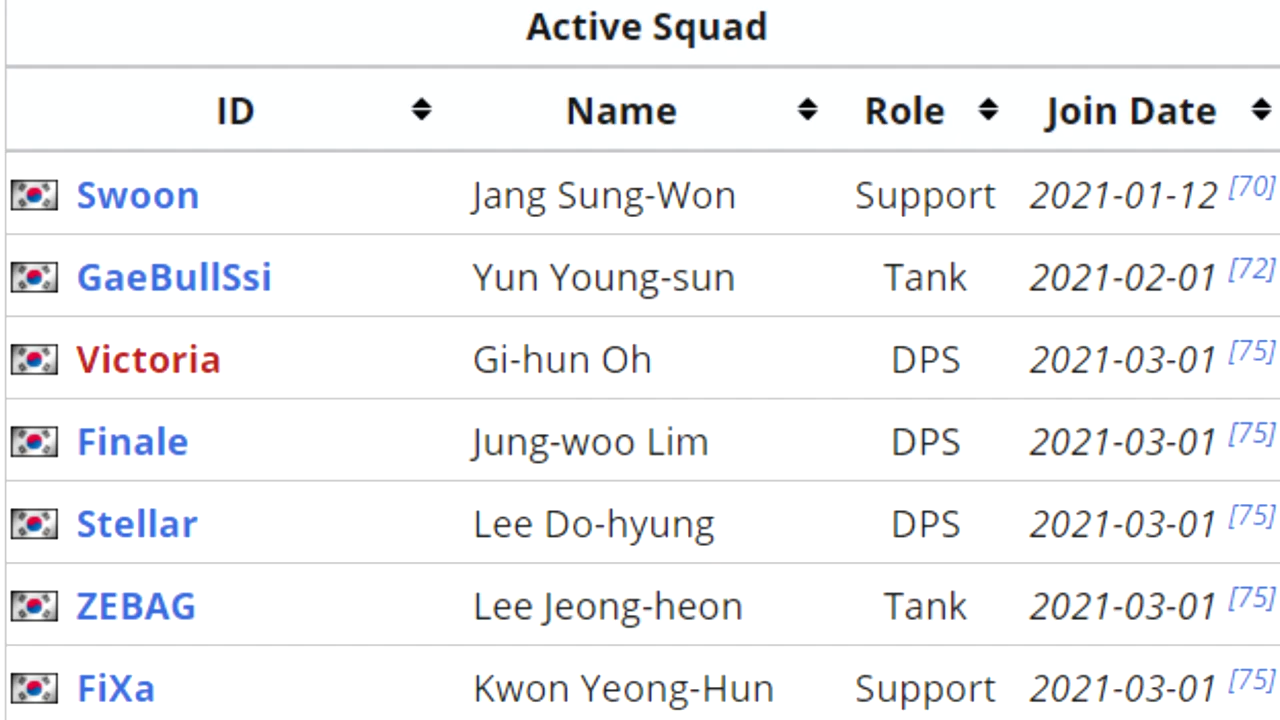 Active Squad
ID Name Role Join Date
Swoon Jang Sung-Won Support 2021-01-12 [70]
GaeBullSsi Yun Young-sun Tank 2021-02-01 [72]
Victoria Gi-hun Oh DPS 2021-03-01 [75]
Finale Jung-woo Lim DPS 2021-03-01 [75]
Stellar Lee Do-hyung DPS 2021-03-01 [75]
ZEBAG Lee Jeong-heon Tank 2021-03-01 [75]
FiXa Kwon Yeong-Hun Support 2021-03-01 [75]